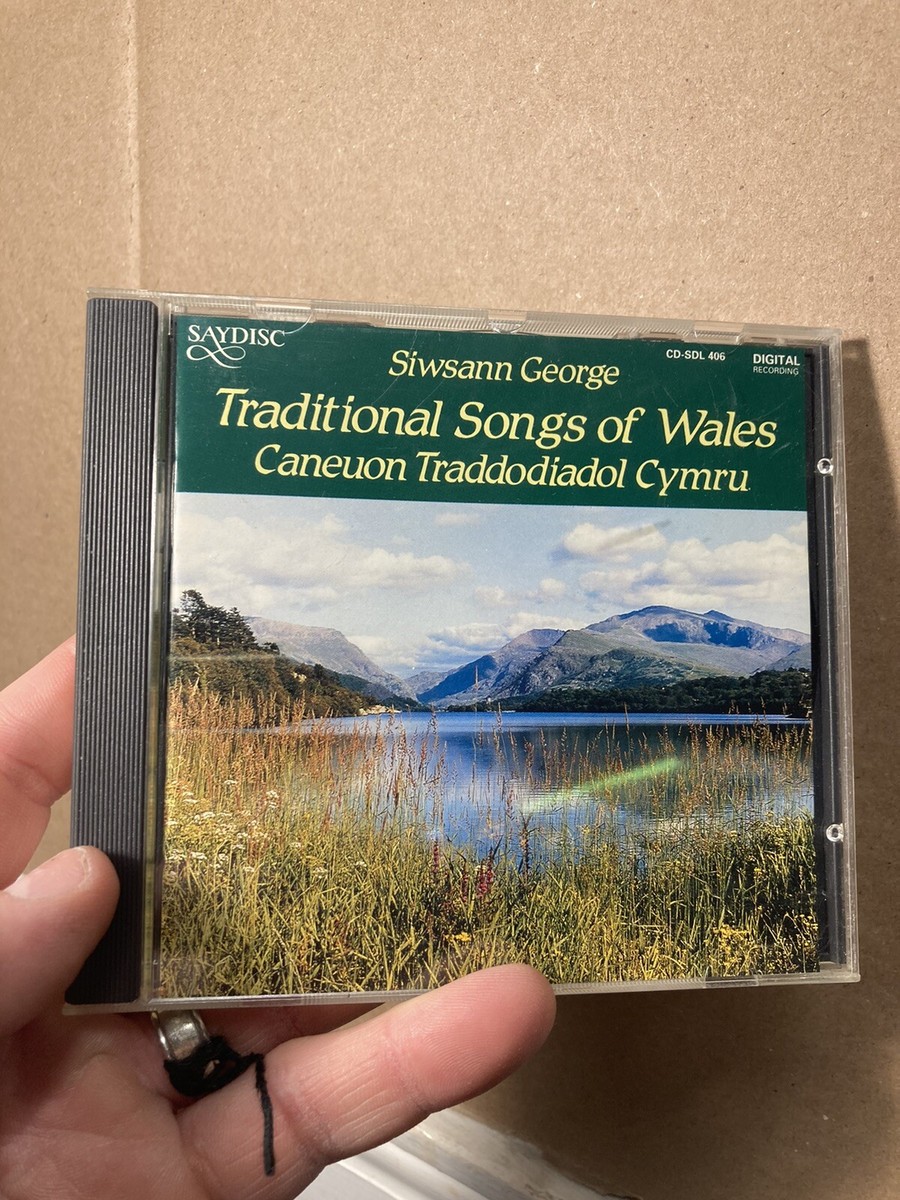 SAYDISC
Siwsann George
CD-SDL 406
DIGITAL
RECORDING
Traditional Songs of Wales
Caneuon Traddodiadol Cymru